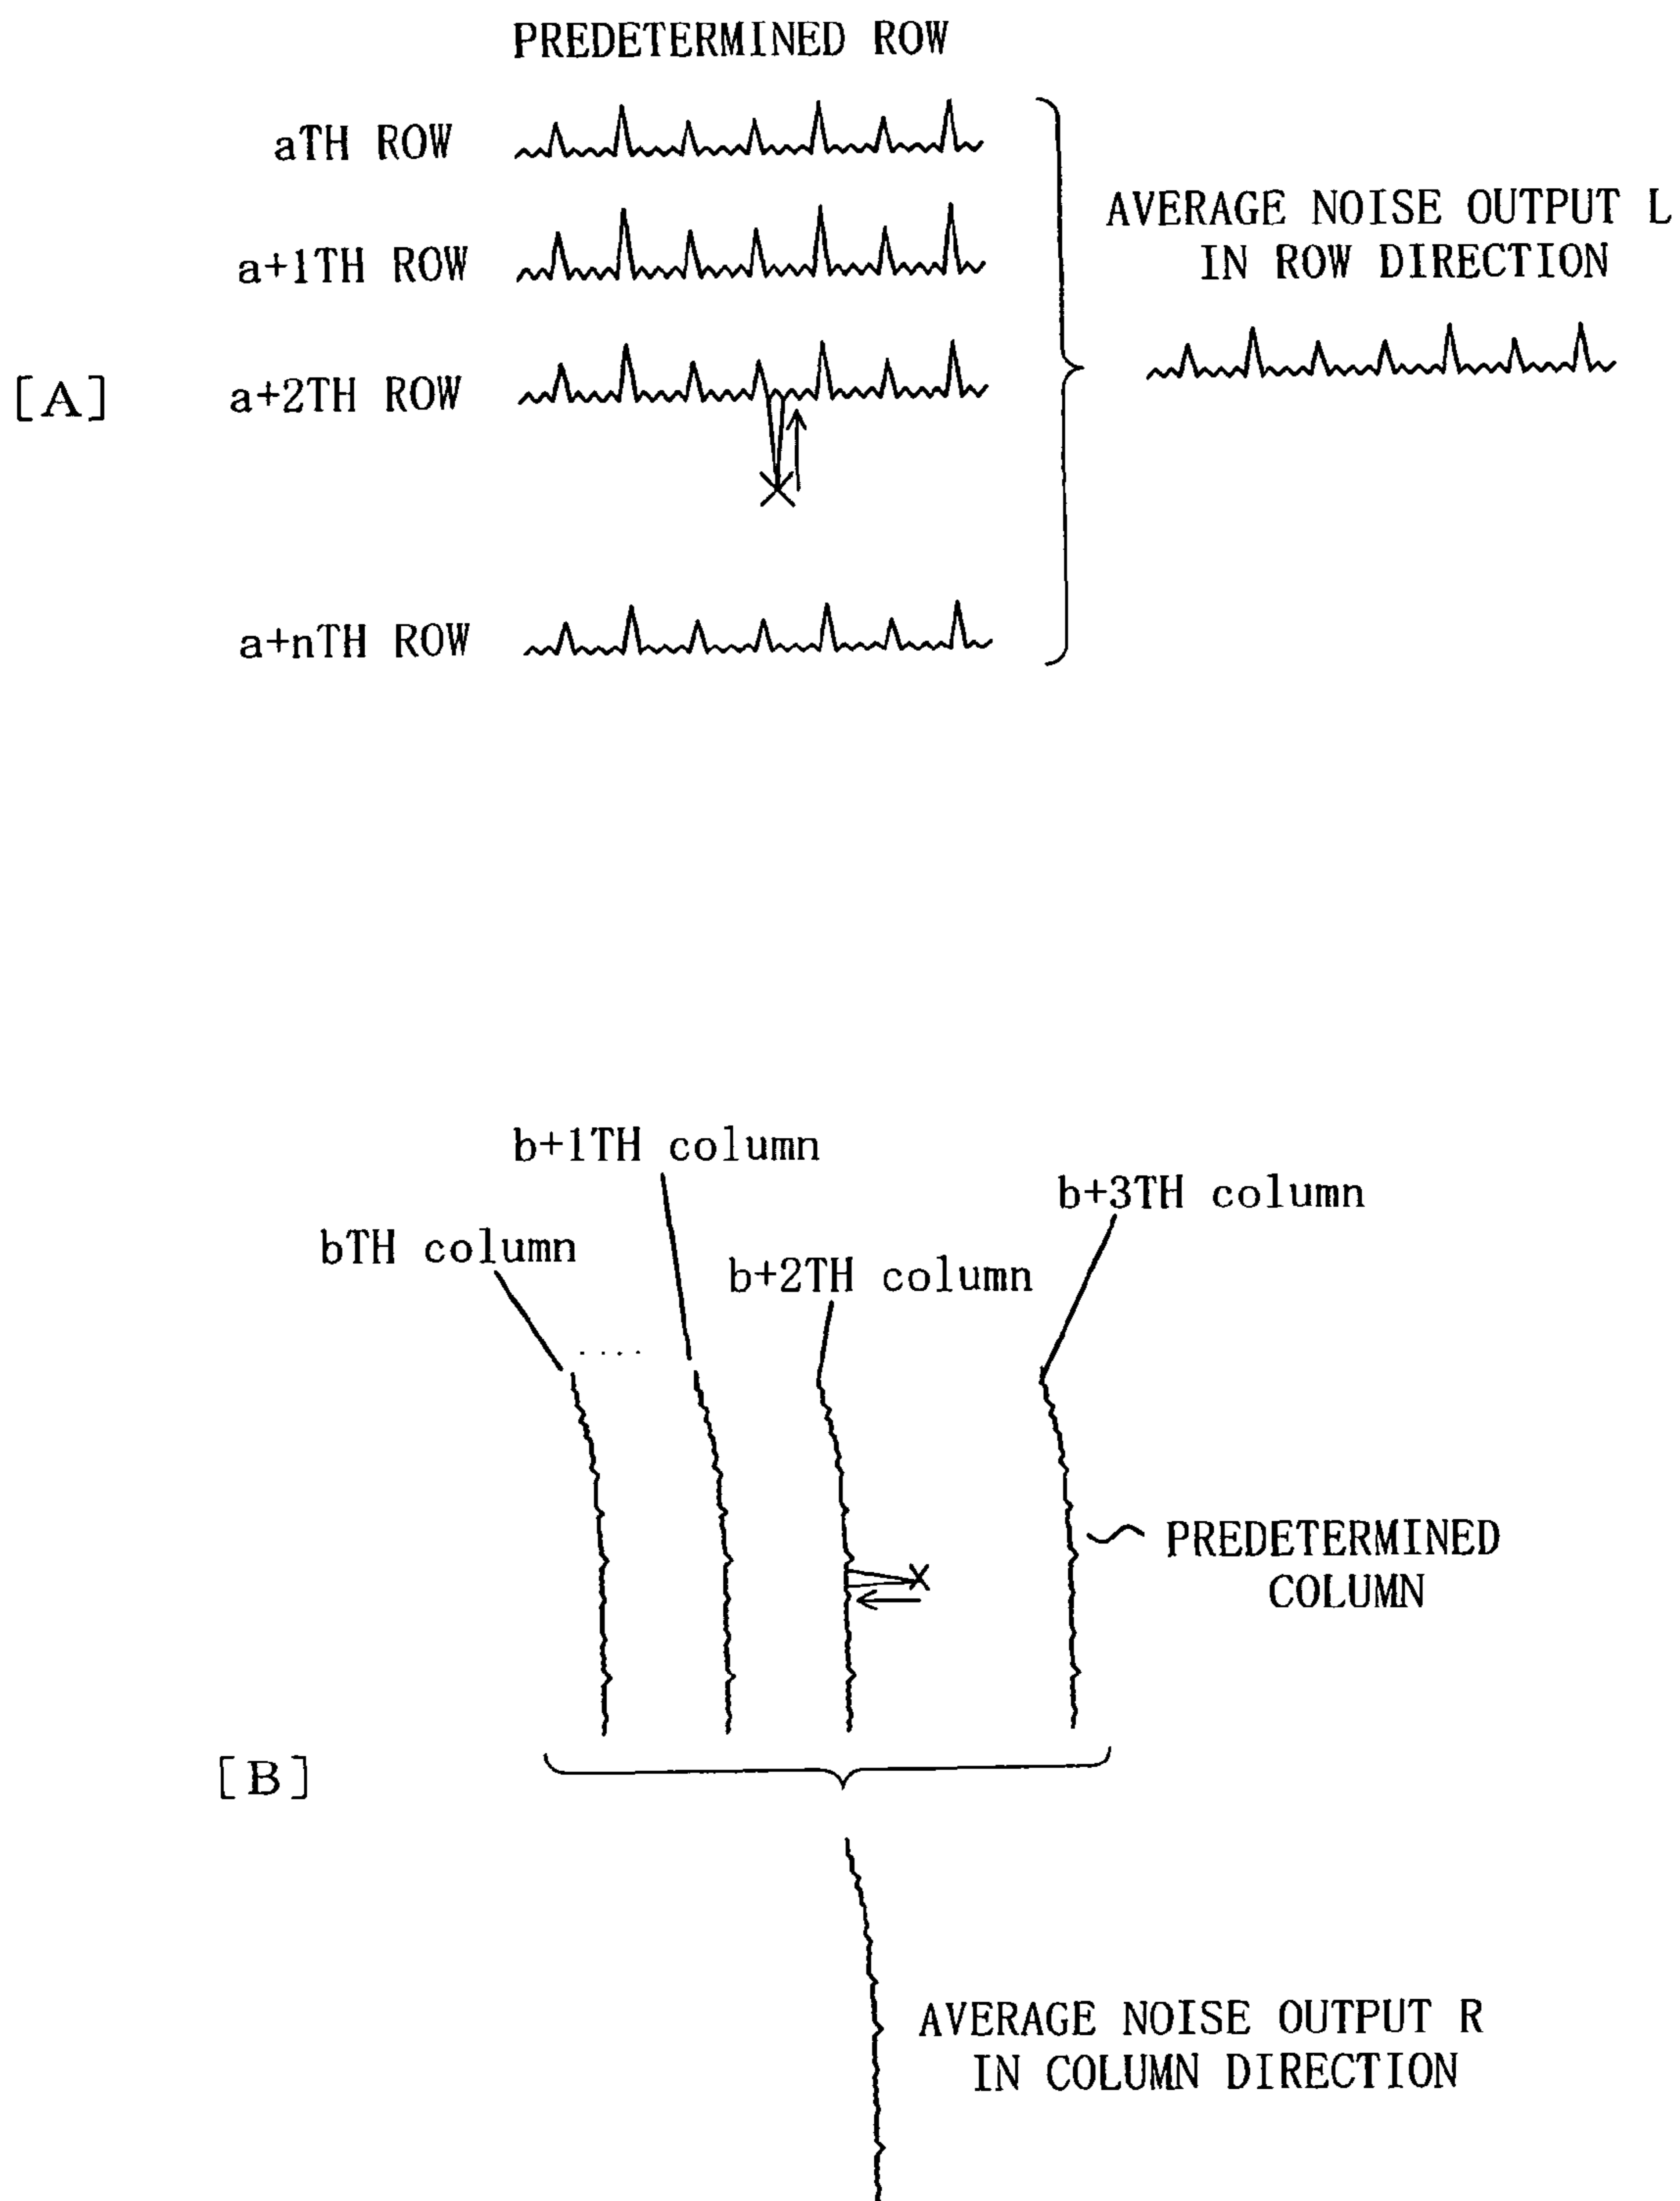 PREDETERMINED ROW
aTH ROW
a+1TH ROW
AVERAGE NOISE OUTPUT L
IN ROW DIRECTION
[A]
a+2TH ROW
a+nTH ROW
b+1TH column
b+3TH column
bTH column
b+2TH column
....
PREDETERMINED
COLUMN
[B]
AVERAGE NOISE OUTPUT R
IN COLUMN DIRECTION